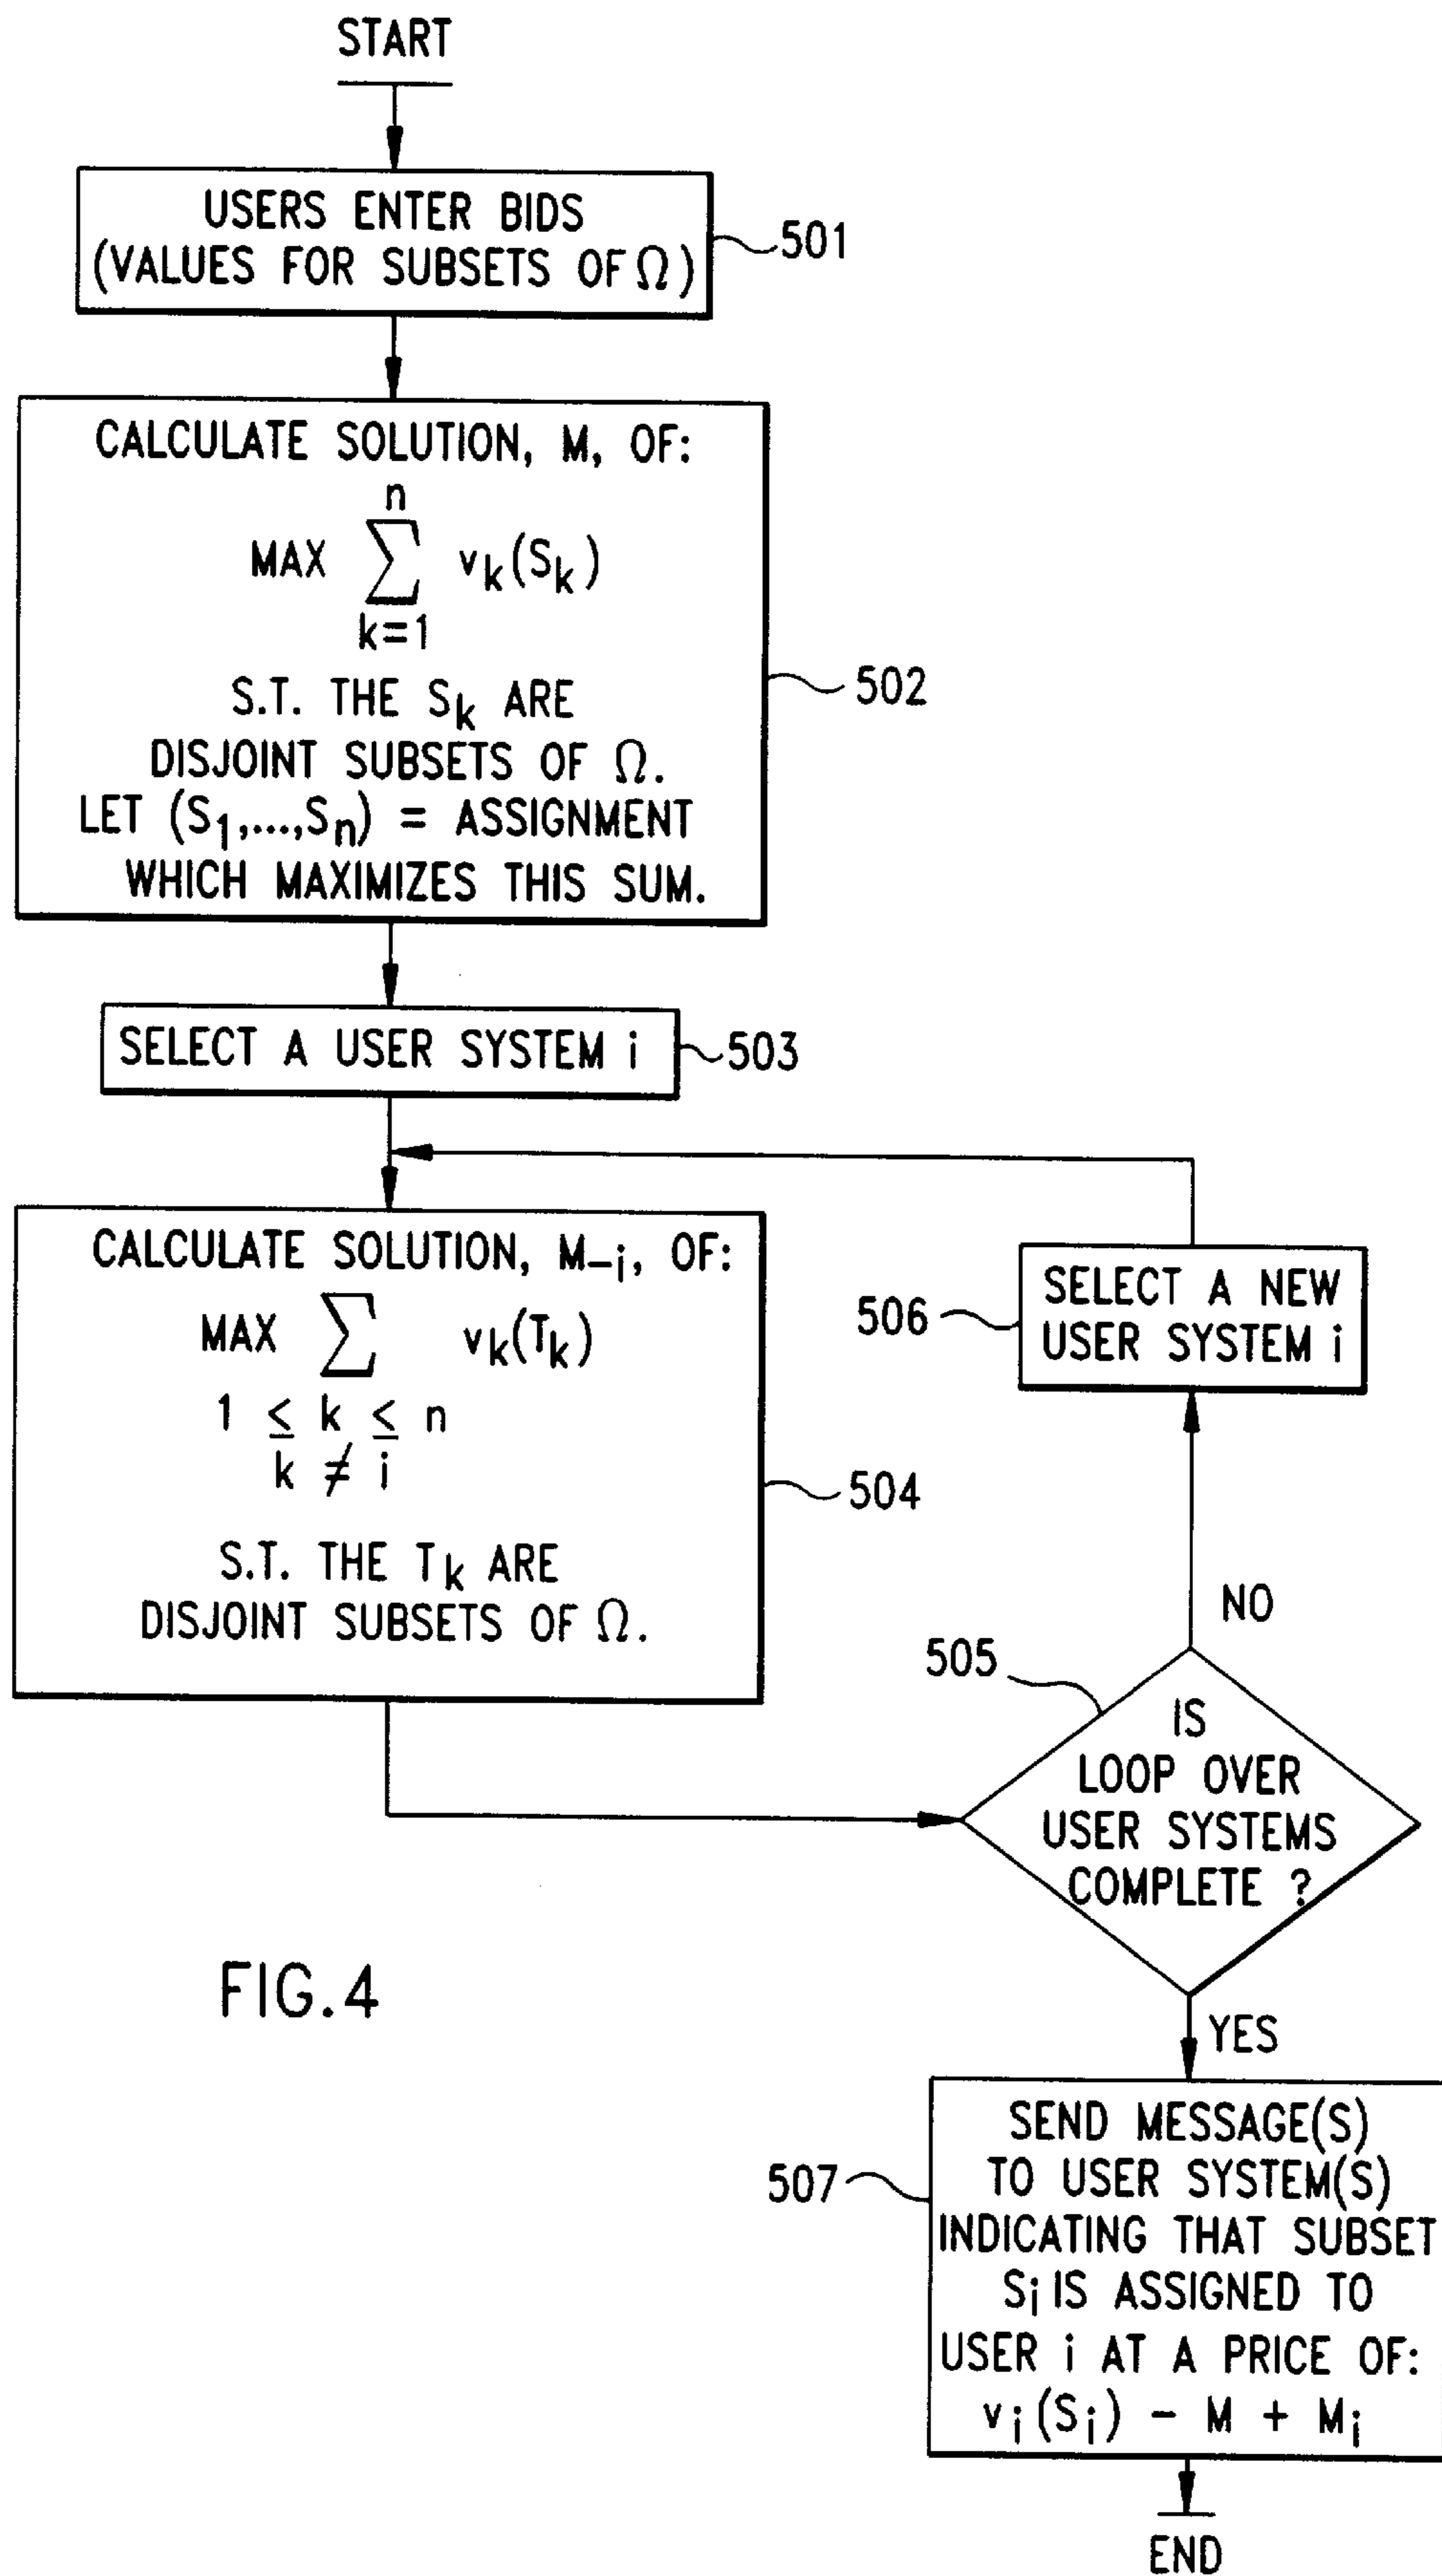 START
USERS ENTER BIDS
(VALUES FOR SUBSETS OF Ω)
501
CALCULATE SOLUTION, M, OF:
n
MAX ∑ vk(Sk)
k=1
S.T. THE Sk ARE
DISJOINT SUBSETS OF Ω.
LET (S1,...,Sn) = ASSIGNMENT
WHICH MAXIMIZES THIS SUM.
502
SELECT A USER SYSTEM i
503
CALCULATE SOLUTION, M–i, OF:
MAX ∑ vk(Tk)
1 ≤ k ≤ n
k ≠ i
S.T. THE Tk ARE
DISJOINT SUBSETS OF Ω.
504
506
SELECT A NEW
USER SYSTEM i
NO
505
IS
LOOP OVER
USER SYSTEMS
COMPLETE ?
YES
FIG.4
507
SEND MESSAGE(S)
TO USER SYSTEM(S)
INDICATING THAT SUBSET
Si IS ASSIGNED TO
USER i AT A PRICE OF:
vi(Si) – M + Mi
END